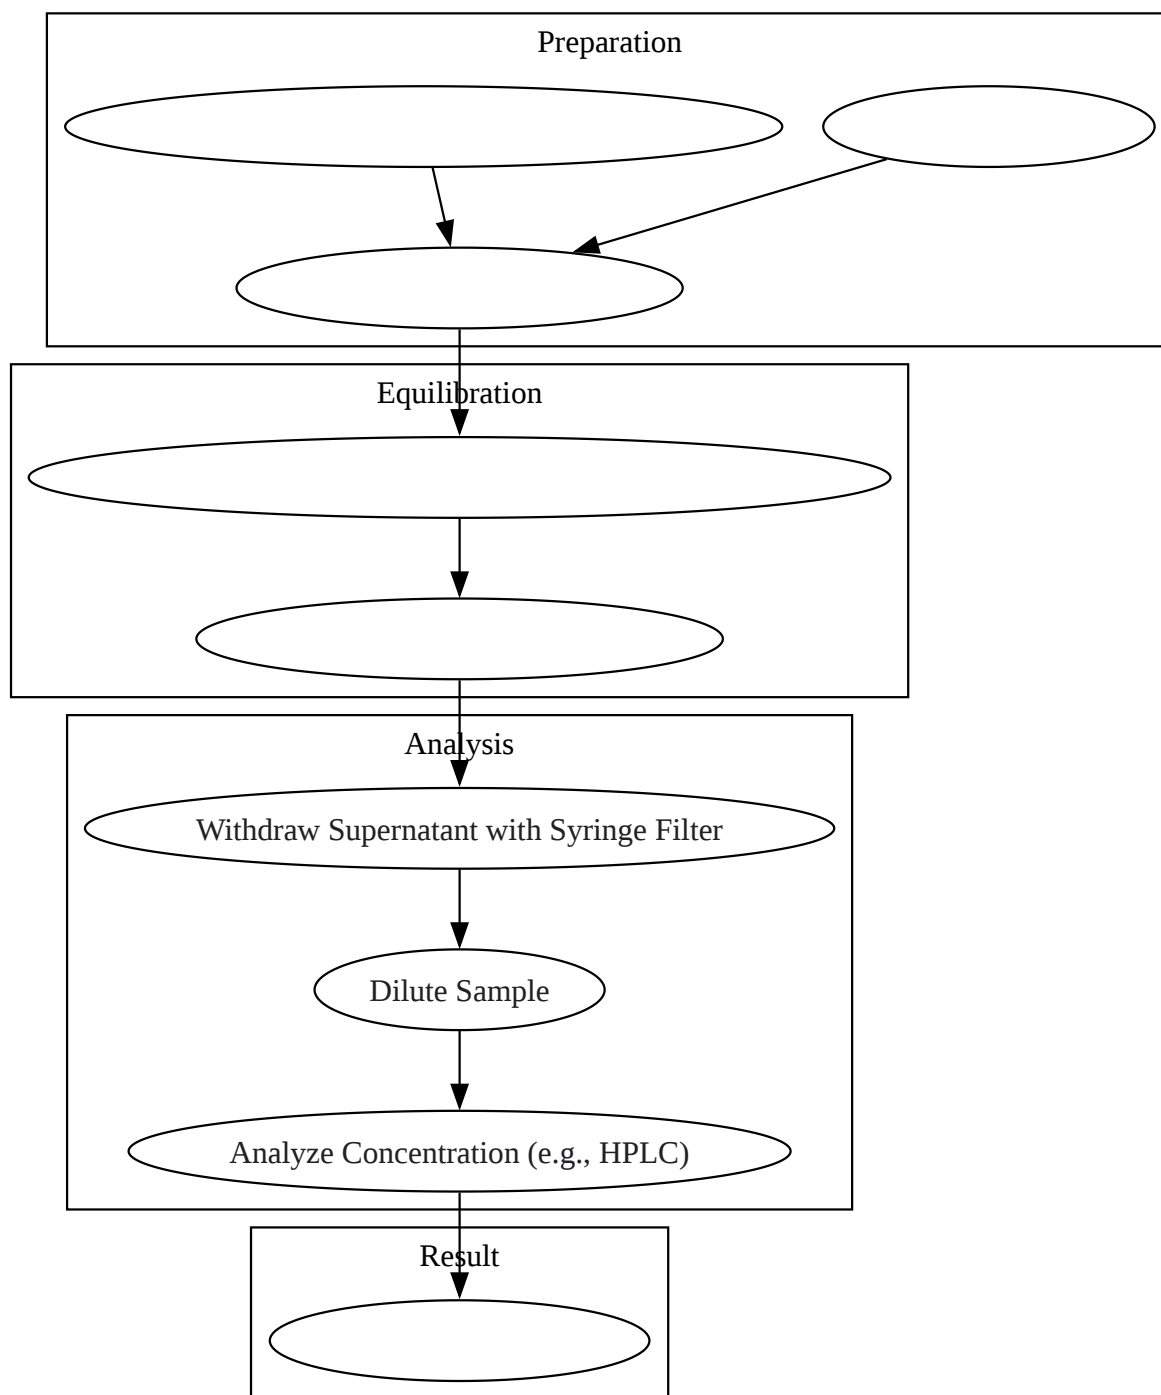 Preparation
Equilibration
Analysis
Withdraw Supernatant with Syringe Filter
Dilute Sample
Analyze Concentration (e.g., HPLC)
Result